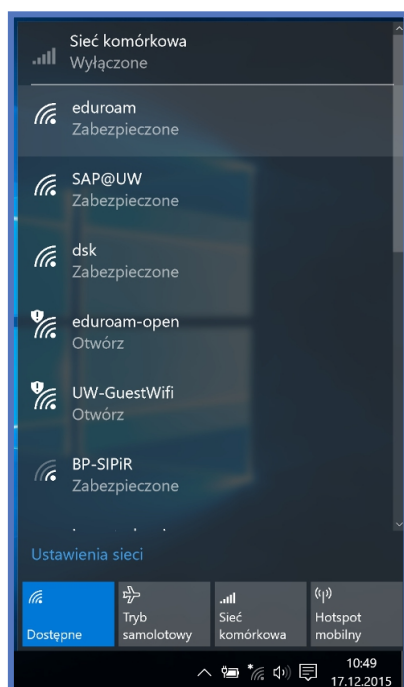 Sieć komórkowa
Wyłączone
eduroam
Zabezpieczone
SAP@UW
Zabezpieczone
dsk
Zabezpieczone
eduroam-open
Otwórz
UW-GuestWifi
Otwórz
BP-SIPiR
Zabezpieczone
Ustawienia sieci
Dostępne
Tryb samolotowy
Sieć komórkowa
Hotspot mobilny
10:49
17.12.2015